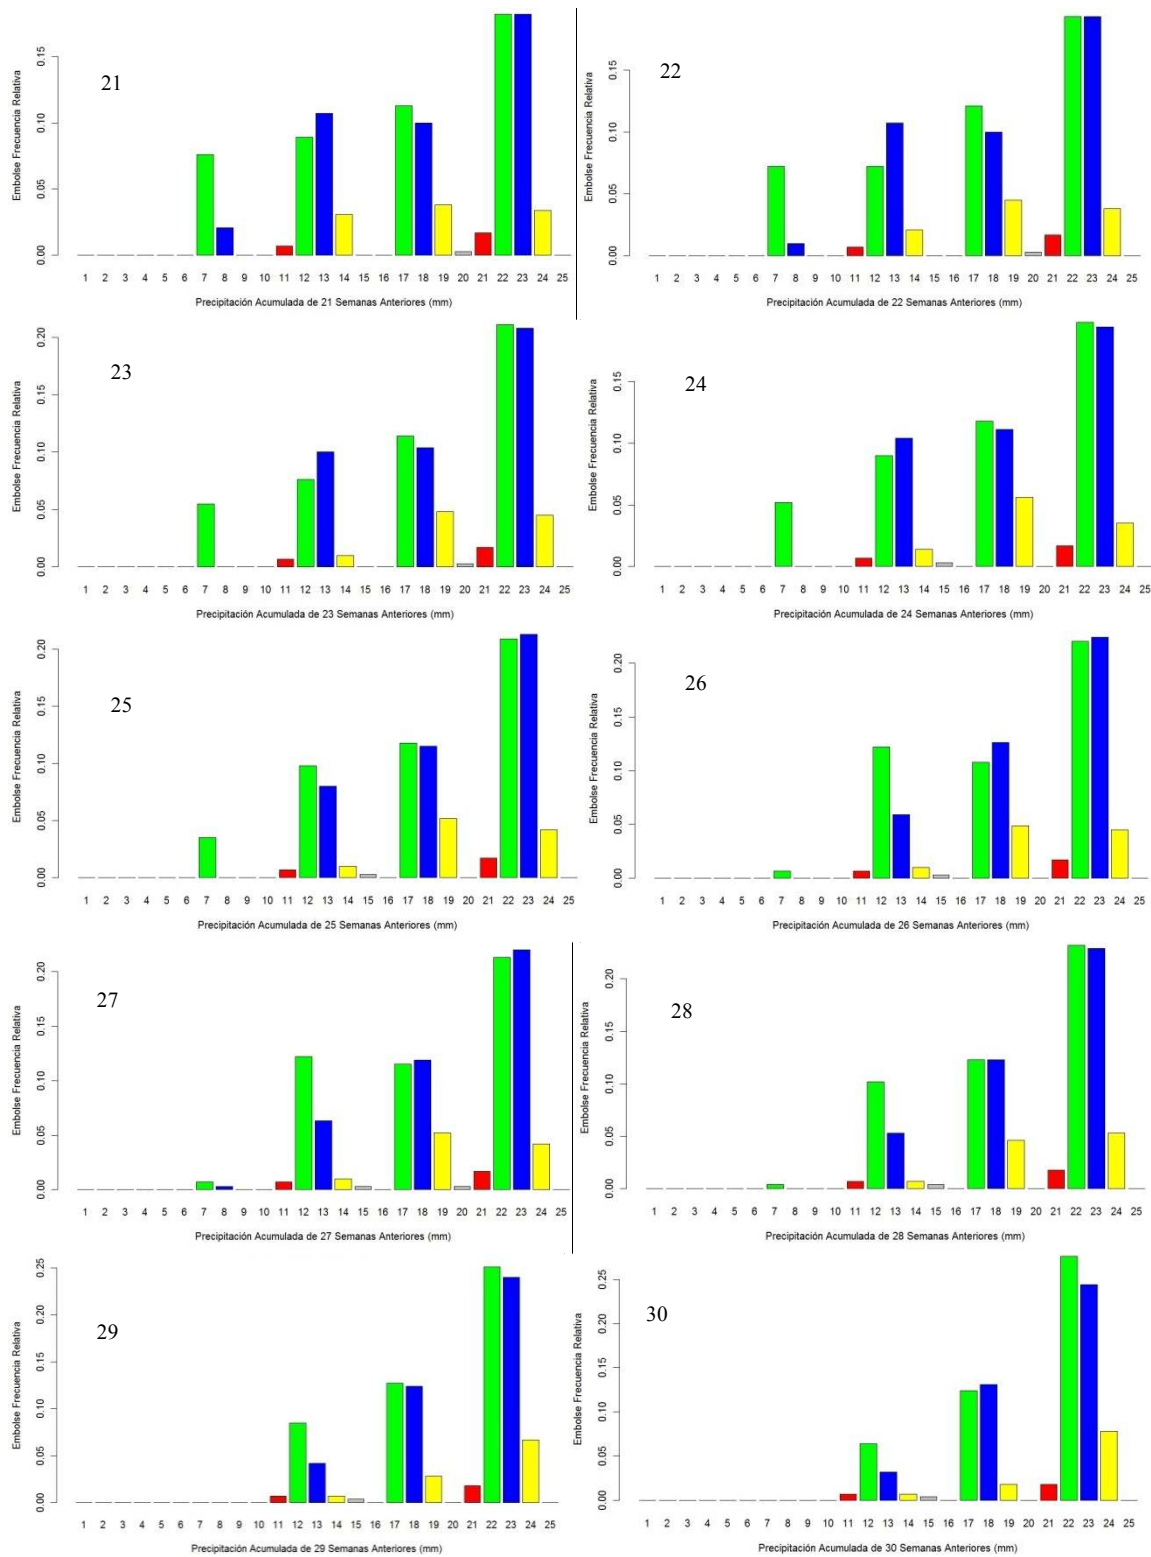 21
Embolse Frecuencia Relativa
0.00 0.05 0.10 0.15
1 2 3 4 5 6 7 8 9 10 11 12 13 14 15 16 17 18 19 20 21 22 23 24 25
Precipitación Acumulada de 21 Semanas Anteriores (mm)
22
Embolse Frecuencia Relativa
0.00 0.05 0.10 0.15
1 2 3 4 5 6 7 8 9 10 11 12 13 14 15 16 17 18 19 20 21 22 23 24 25
Precipitación Acumulada de 22 Semanas Anteriores (mm)
23
Embolse Frecuencia Relativa
0.00 0.05 0.10 0.15 0.20
1 2 3 4 5 6 7 8 9 10 11 12 13 14 15 16 17 18 19 20 21 22 23 24 25
Precipitación Acumulada de 23 Semanas Anteriores (mm)
24
Embolse Frecuencia Relativa
0.00 0.05 0.10 0.15
1 2 3 4 5 6 7 8 9 10 11 12 13 14 15 16 17 18 19 20 21 22 23 24 25
Precipitación Acumulada de 24 Semanas Anteriores (mm)
25
Embolse Frecuencia Relativa
0.00 0.05 0.10 0.15 0.20
1 2 3 4 5 6 7 8 9 10 11 12 13 14 15 16 17 18 19 20 21 22 23 24 25
Precipitación Acumulada de 25 Semanas Anteriores (mm)
26
Embolse Frecuencia Relativa
0.00 0.05 0.10 0.15 0.20
1 2 3 4 5 6 7 8 9 10 11 12 13 14 15 16 17 18 19 20 21 22 23 24 25
Precipitación Acumulada de 26 Semanas Anteriores (mm)
27
Embolse Frecuencia Relativa
0.00 0.05 0.10 0.15 0.20
1 2 3 4 5 6 7 8 9 10 11 12 13 14 15 16 17 18 19 20 21 22 23 24 25
Precipitación Acumulada de 27 Semanas Anteriores (mm)
28
Embolse Frecuencia Relativa
0.00 0.05 0.10 0.15 0.20
1 2 3 4 5 6 7 8 9 10 11 12 13 14 15 16 17 18 19 20 21 22 23 24 25
Precipitación Acumulada de 28 Semanas Anteriores (mm)
29
Embolse Frecuencia Relativa
0.00 0.05 0.10 0.15 0.20 0.25
1 2 3 4 5 6 7 8 9 10 11 12 13 14 15 16 17 18 19 20 21 22 23 24 25
Precipitación Acumulada de 29 Semanas Anteriores (mm)
30
Embolse Frecuencia Relativa
0.00 0.05 0.10 0.15 0.20 0.25
1 2 3 4 5 6 7 8 9 10 11 12 13 14 15 16 17 18 19 20 21 22 23 24 25
Precipitación Acumulada de 30 Semanas Anteriores (mm)